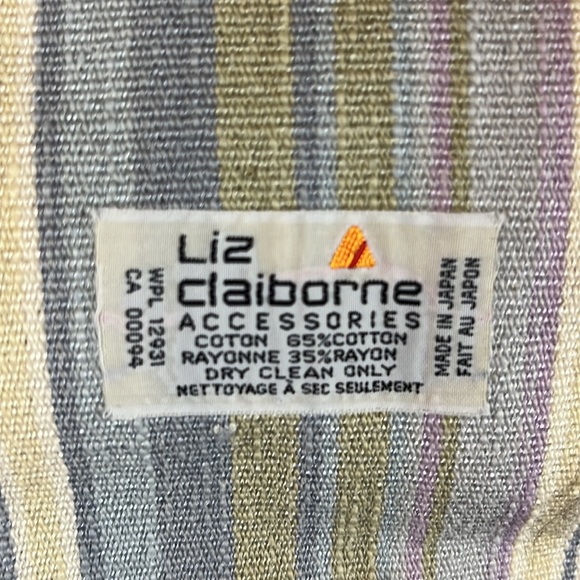 Liz
claiborne
ACCESSORIES
COTON 65%COTTON
RAYONNE 35%RAYON
DRY CLEAN ONLY
NETTOYAGE À SEC SEULEMENT
WPL 12931
CA 00094
MADE IN JAPAN
FAIT AU JAPON